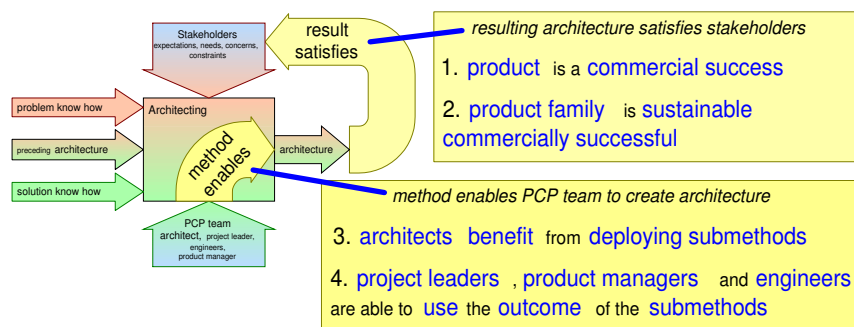 Stakeholders
expectations, needs, concerns,
constraints
result
satisfies
problem know how
preceding architecture
solution know how
Architecting
method
enables
architecture
PCP team
architect, project leader,
engineers,
product manager
resulting architecture satisfies stakeholders
1. product is a commercial success
2. product family is sustainable
commercially successful
method enables PCP team to create architecture
3. architects benefit from deploying submethods
4. project leaders , product managers and engineers
are able to use the outcome of the submethods